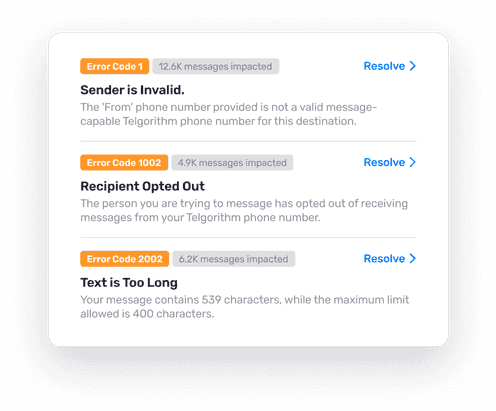 Error Code 1 12.6K messages impacted Resolve
Sender is Invalid.
The 'From' phone number provided is not a valid message-
capable Telgorithm phone number for this destination.
Error Code 1002 4.9K messages impacted Resolve
Recipient Opted Out
The person you are trying to message has opted out of receiving
messages from your Telgorithm phone number.
Error Code 2002 6.2K messages impacted Resolve
Text is Too Long
Your message contains 539 characters, while the maximum limit
allowed is 400 characters.